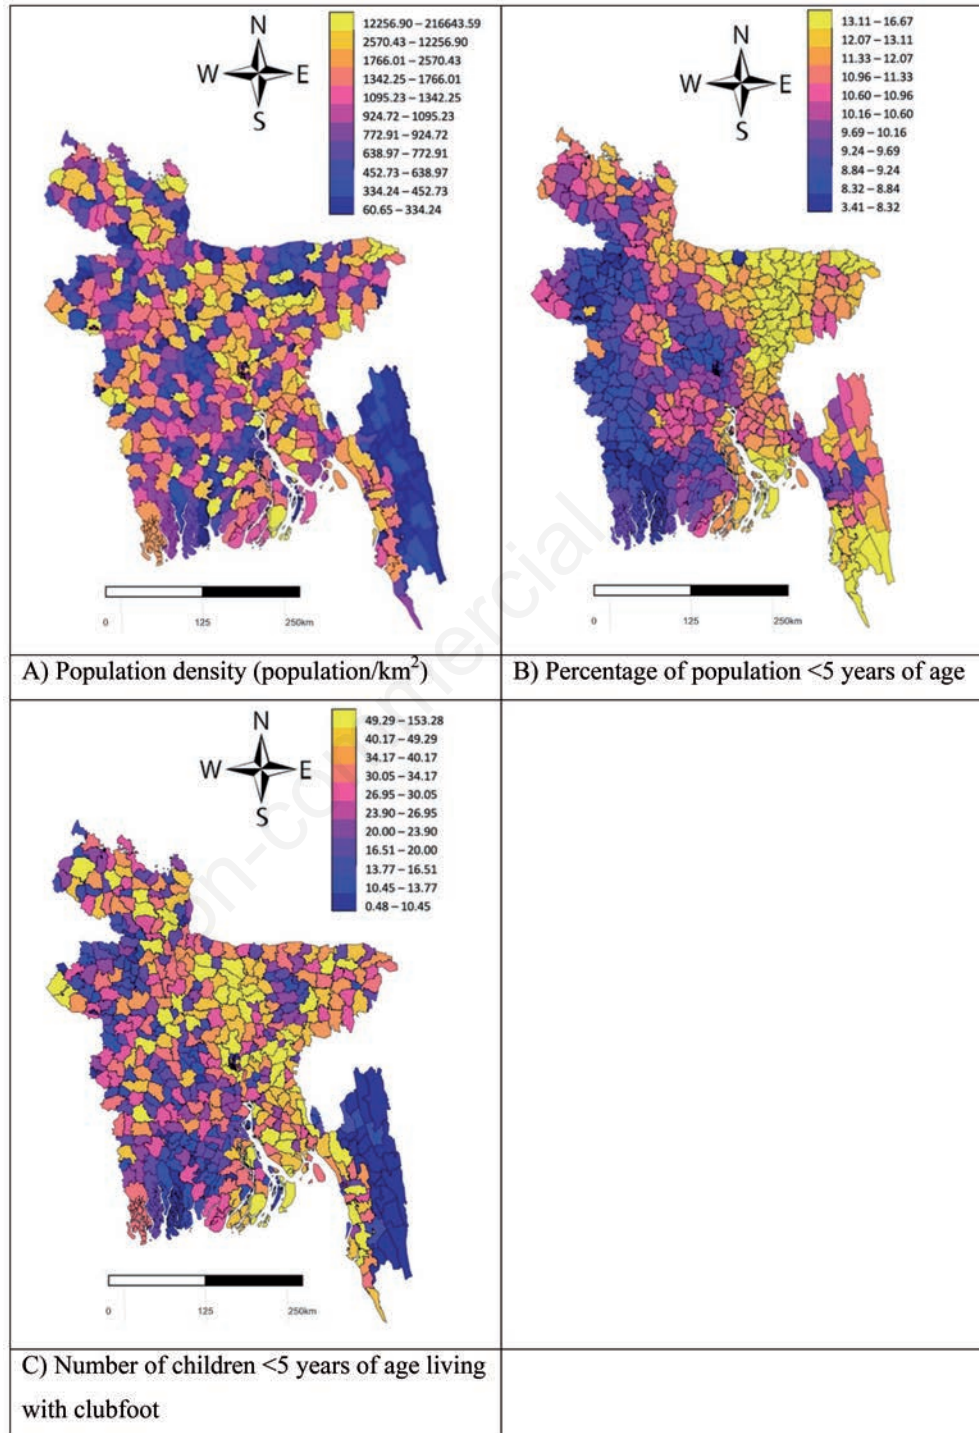 N
W E
S
12256.90 – 216643.59
2570.43 – 12256.90
1766.01 – 2570.43
1342.25 – 1766.01
1095.23 – 1342.25
924.72 – 1095.23
772.91 – 924.72
638.97 – 772.91
452.73 – 638.97
334.24 – 452.73
60.65 – 334.24
0 125 250km
A) Population density (population/km²)
N
W E
S
13.11 – 16.67
12.07 – 13.11
11.33 – 12.07
10.96 – 11.33
10.60 – 10.96
10.16 – 10.60
9.69 – 10.16
9.24 – 9.69
8.84 – 9.24
8.32 – 8.84
3.41 – 8.32
0 125 250km
B) Percentage of population <5 years of age
N
W E
S
49.29 – 153.28
40.17 – 49.29
34.17 – 40.17
30.05 – 34.17
26.95 – 30.05
23.90 – 26.95
20.00 – 23.90
16.51 – 20.00
13.77 – 16.51
10.45 – 13.77
0.48 – 10.45
0 125 250km
C) Number of children <5 years of age living
with clubfoot
on-commercial